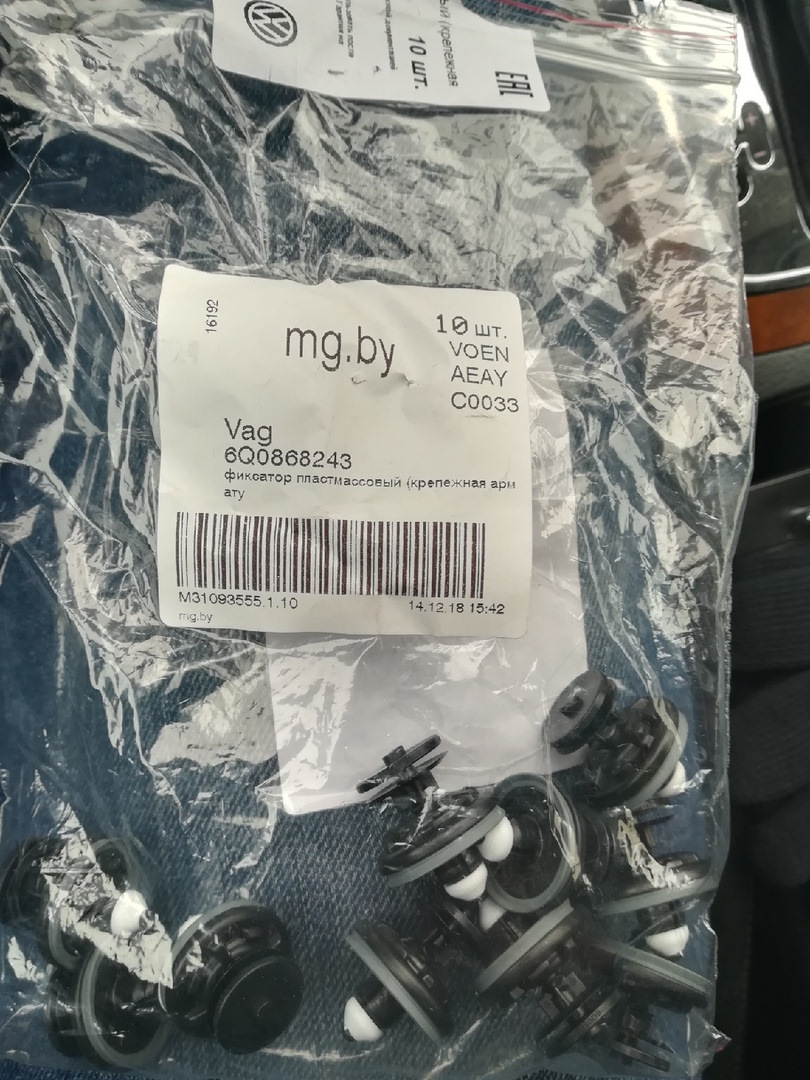 10 шт.
EAC
16192
mg.by
10 шт.
VOEN
AEAY
C0033
Vag
6Q0868243
фиксатор пластмассовый (крепежная арм
ату
M31093555.1.10
14.12.18 15:42
mg.by